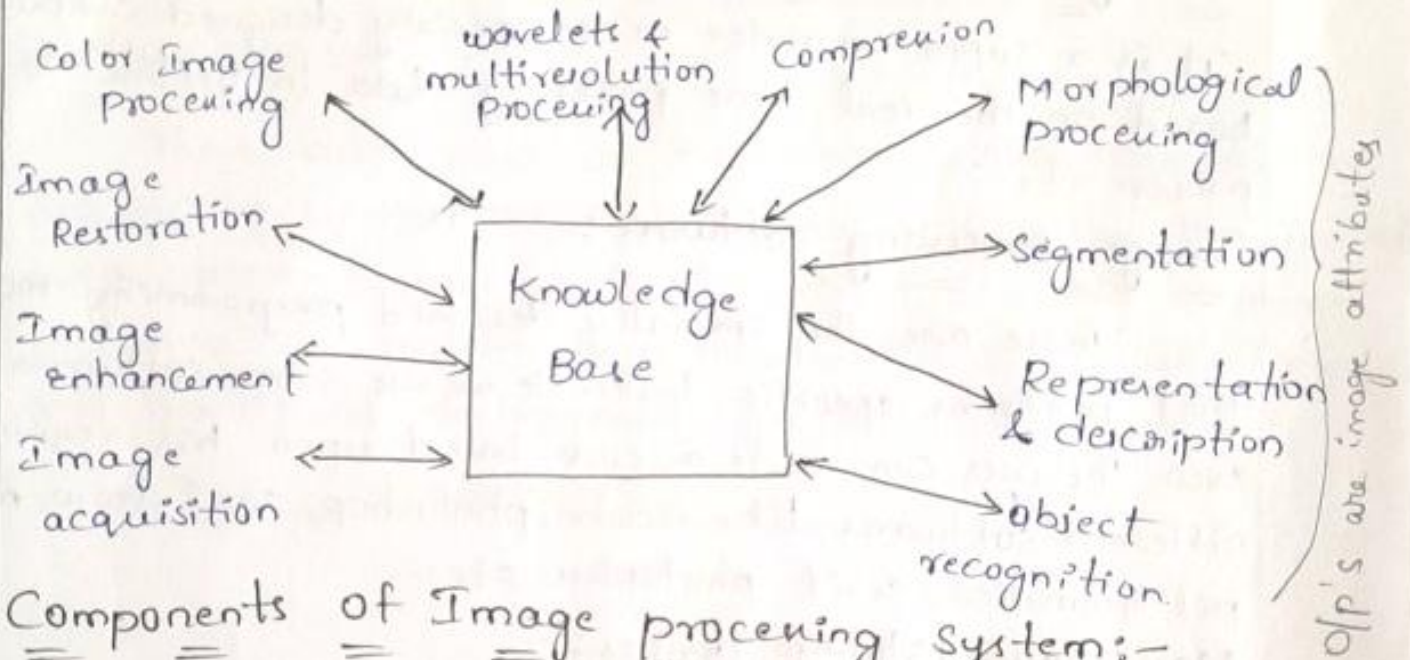 Color Image
processing
wavelets &
multiresolution
processing
Compression
Morphological
processing
Image
Restoration
Segmentation
Knowledge
Base
Image
enhancement
Representation
& description
Image
acquisition
object
recognition
O/p's are image attributes
Components of Image processing system:-